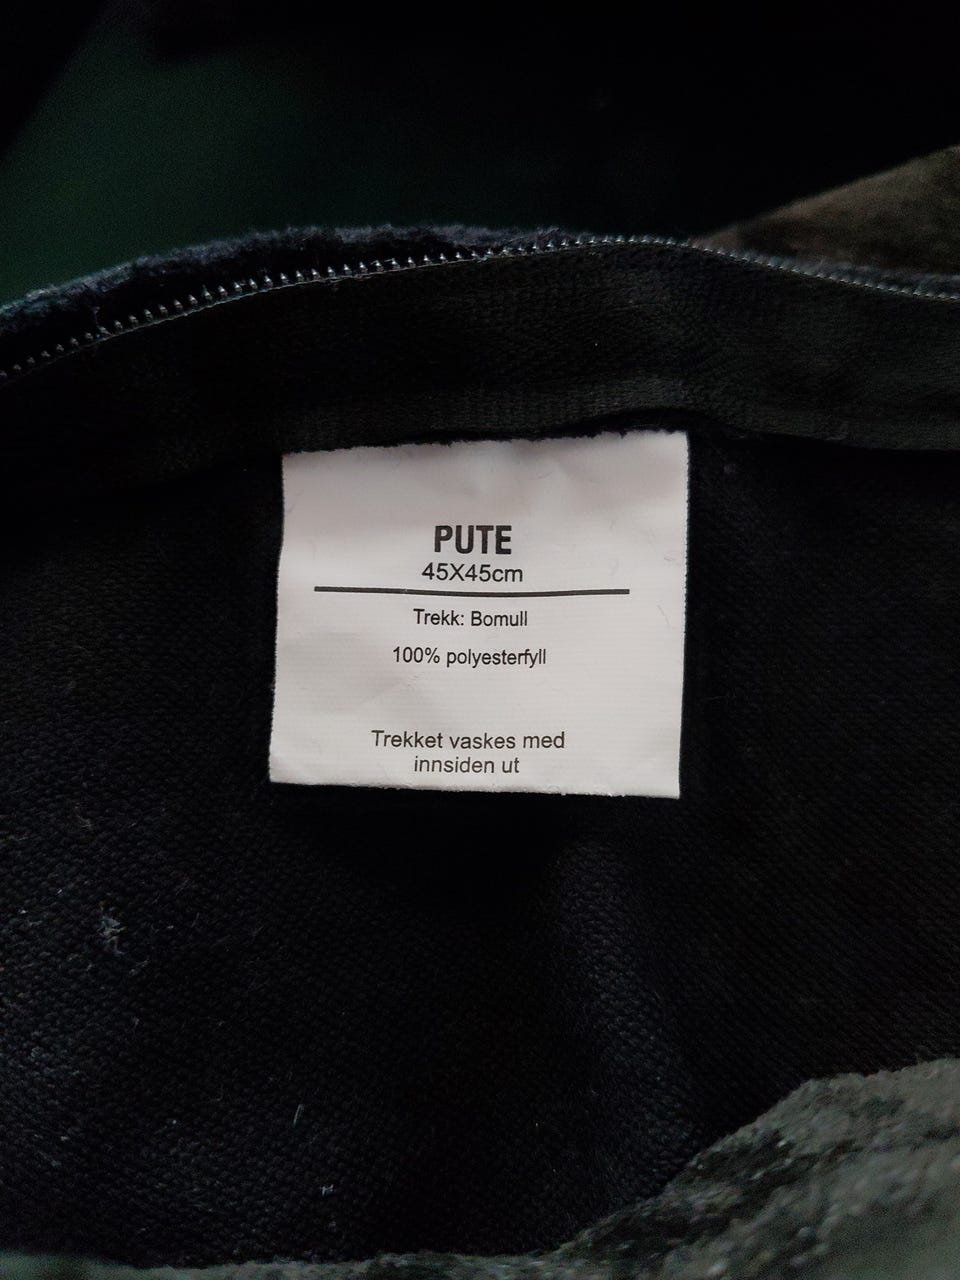 PUTE
45X45cm
Trekk: Bomull
100% polyesterfyll
Trekket vaskes med
innsiden ut